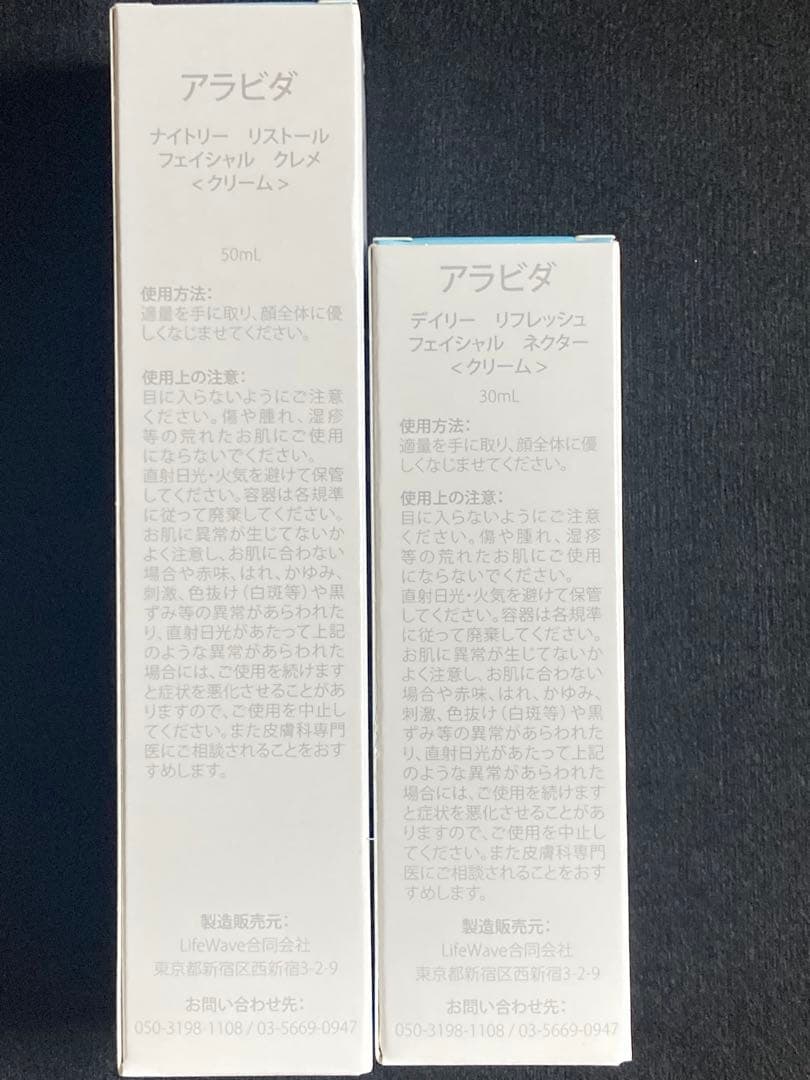 アラビダ
ナイトリー　リストール
フェイシャル　クレメ
＜クリーム＞
50mL
使用方法：
適量を手に取り、顔全体に優
しくなじませてください。
使用上の注意：
目に入らないようにご注意
ください。傷や腫れ、湿疹
等の荒れたお肌にご使用
にならないでください。
直射日光・火気を避けて保管
してください。容器は各規準
に従って廃棄してください。
お肌に異常が生じてないか
よく注意し、お肌に合わない
場合や赤味、はれ、かゆみ、
刺激、色抜け（白斑等）や黒
ずみ等の異常があらわれた
り、直射日光があたって上記
のような異常があらわれた
場合には、ご使用を続けます
と症状を悪化させることがあ
りますので、ご使用を中止し
てください。また皮膚科専門
医にご相談されることをおす
すめします。
製造販売元：
LifeWave合同会社
東京都新宿区西新宿3-2-9
お問い合わせ先：
050-3198-1108 / 03-5669-0947
アラビダ
デイリー　リフレッシュ
フェイシャル　ネクター
＜クリーム＞
30mL
使用方法：
適量を手に取り、顔全体に優
しくなじませてください。
使用上の注意：
目に入らないようにご注意
ください。傷や腫れ、湿疹
等の荒れたお肌にご使用
にならないでください。
直射日光・火気を避けて保管
してください。容器は各規準
に従って廃棄してください。
お肌に異常が生じてないか
よく注意し、お肌に合わない
場合や赤味、はれ、かゆみ、
刺激、色抜け（白斑等）や黒
ずみ等の異常があらわれた
り、直射日光があたって上記
のような異常があらわれた
場合には、ご使用を続けます
と症状を悪化させることがあ
りますので、ご使用を中止し
てください。また皮膚科専門
医にご相談されることをおす
すめします。
製造販売元：
LifeWave合同会社
東京都新宿区西新宿3-2-9
お問い合わせ先：
050-3198-1108 / 03-5669-0947